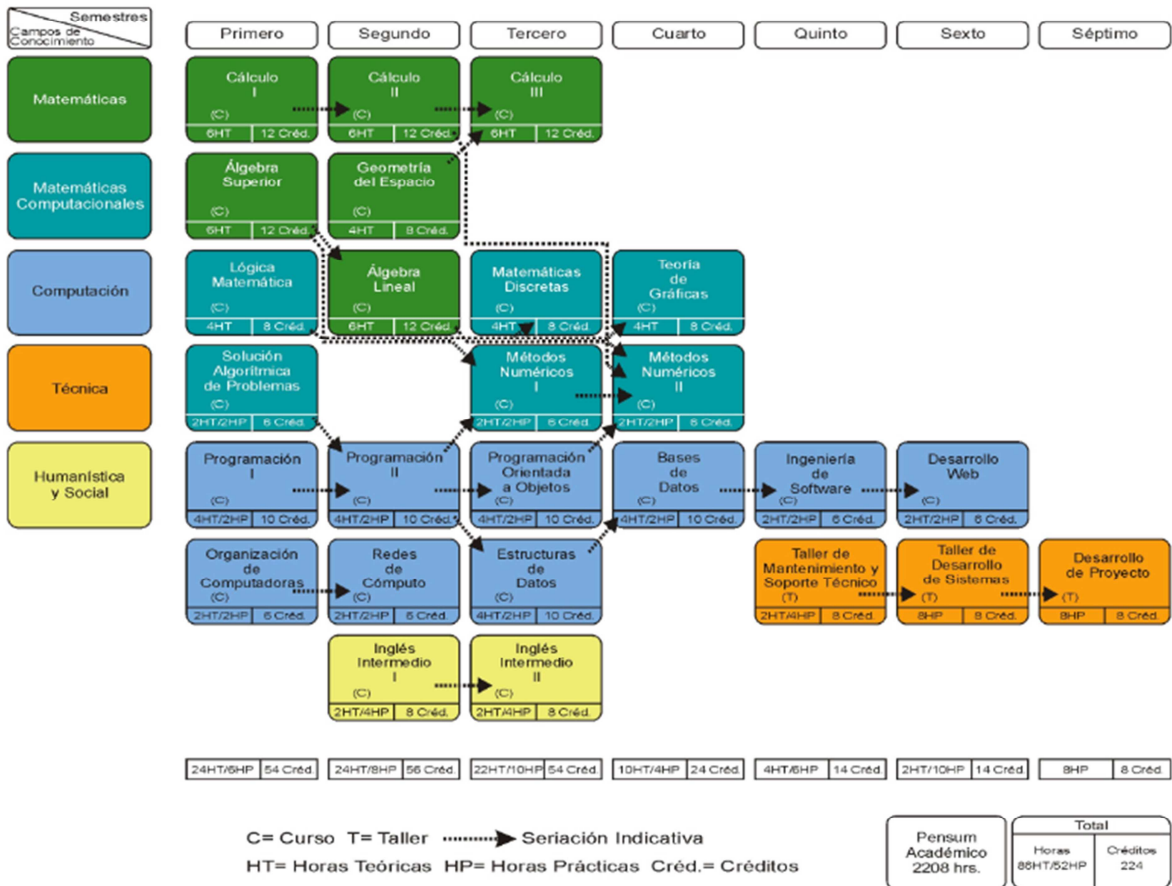 Semestres
Campos de
Conocimiento
Primero
Segundo
Tercero
Cuarto
Quinto
Sexto
Séptimo
Matemáticas
Cálculo
I
(C)
6HT 12 Créd.
Cálculo
II
(C)
6HT 12 Créd.
Cálculo
III
(C)
6HT 12 Créd.
Matemáticas
Computacionales
Álgebra
Superior
(C)
6HT 12 Créd.
Geometría
del Espacio
(C)
4HT 8 Créd.
Computación
Lógica
Matemática
(C)
4HT 8 Créd.
Álgebra
Lineal
(C)
6HT 12 Créd.
Matemáticas
Discretas
(C)
4HT 8 Créd.
Teoría
de
Gráficas
(C)
4HT 8 Créd.
Técnica
Solución
Algorítmica
de Problemas
(C)
2HT/2HP 6 Créd.
Métodos
Numéricos
I
(C)
2HT/2HP 6 Créd.
Métodos
Numéricos
II
(C)
2HT/2HP 6 Créd.
Humanística
y Social
Programación
I
(C)
4HT/2HP 10 Créd.
Programación
II
(C)
4HT/2HP 10 Créd.
Programación
Orientada
a Objetos
(C)
4HT/2HP 10 Créd.
Bases
de
Datos
(C)
4HT/2HP 10 Créd.
Ingeniería
de
Software
(C)
2HT/2HP 6 Créd.
Desarrollo
Web
(C)
2HT/2HP 6 Créd.
Organización
de
Computadoras
(C)
2HT/2HP 6 Créd.
Redes
de
Cómputo
(C)
2HT/2HP 6 Créd.
Estructuras
de
Datos
(C)
4HT/2HP 10 Créd.
Taller de
Mantenimiento y
Soporte Técnico
(T)
2HT/4HP 8 Créd.
Taller de
Desarrollo
de Sistemas
(T)
8HP 8 Créd.
Desarrollo
de Proyecto
(T)
8HP 8 Créd.
Inglés
Intermedio
I
(C)
2HT/4HP 8 Créd.
Inglés
Intermedio
II
(C)
2HT/4HP 8 Créd.
24HT/6HP 54 Créd.
24HT/8HP 56 Créd.
22HT/10HP 54 Créd.
10HT/4HP 24 Créd.
4HT/6HP 14 Créd.
2HT/10HP 14 Créd.
8HP 8 Créd.
C= Curso T= Taller Seriación Indicativa
HT= Horas Teóricas HP= Horas Prácticas Créd.= Créditos
Pensum
Académico
2208 hrs.
Total
Horas
86HT/52HP
Créditos
224